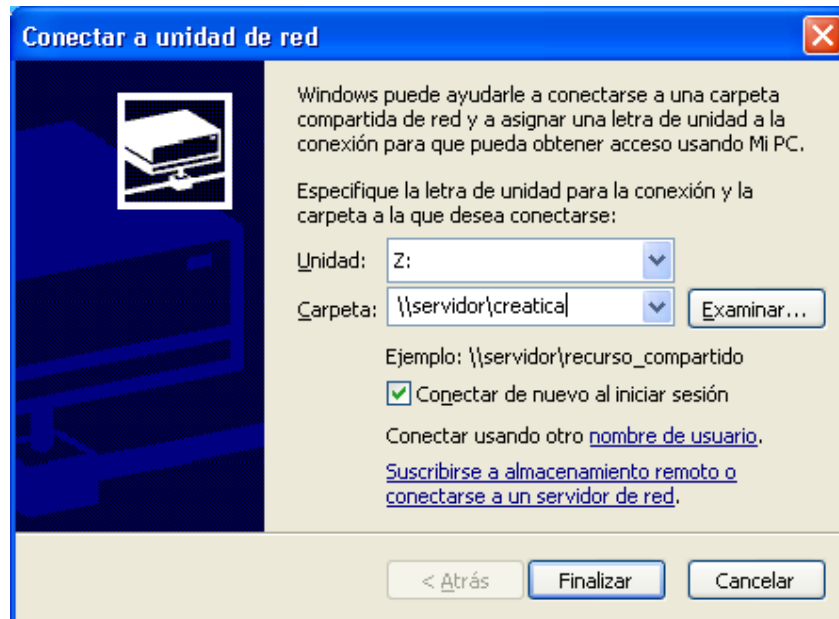 Conectar a unidad de red
Windows puede ayudarle a conectarse a una carpeta
compartida de red y a asignar una letra de unidad a la
conexión para que pueda obtener acceso usando Mi PC.
Especifique la letra de unidad para la conexión y la
carpeta a la que desea conectarse:
Unidad: Z:
Carpeta: \\servidor\creatica Examinar...
Ejemplo: \\servidor\recurso_compartido
Conectar de nuevo al iniciar sesión
Conectar usando otro nombre de usuario.
Suscribirse a almacenamiento remoto o
conectarse a un servidor de red.
< Atrás Finalizar Cancelar